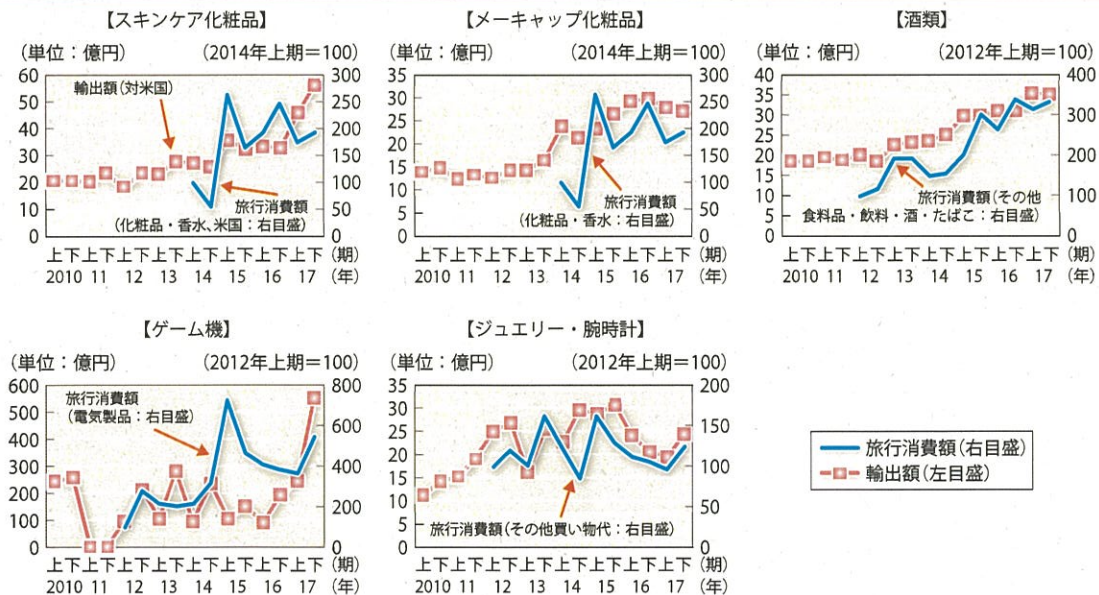 【スキンケア化粧品】
(単位：億円) (2014年上期＝100)
60
50
40
30
20
10
0
300
250
200
150
100
50
0
輸出額(対米国)
旅行消費額
(化粧品・香水、米国：右目盛)
上下上下上下上下上下上下上下上下(期)
2010 11 12 13 14 15 16 17 (年)
【メーキャップ化粧品】
(単位：億円) (2014年上期＝100)
35
30
25
20
15
10
5
0
300
250
200
150
100
50
0
旅行消費額
(化粧品・香水：右目盛)
上下上下上下上下上下上下上下上下(期)
2010 11 12 13 14 15 16 17 (年)
【酒類】
(単位：億円) (2012年上期＝100)
40
35
30
25
20
15
10
5
0
400
300
200
100
0
旅行消費額(その他
食料品・飲料・酒・たばこ：右目盛)
上下上下上下上下上下上下上下上下(期)
2010 11 12 13 14 15 16 17 (年)
【ゲーム機】
(単位：億円) (2012年上期＝100)
600
500
400
300
200
100
0
800
600
400
200
0
旅行消費額
(電気製品：右目盛)
上下上下上下上下上下上下上下上下(期)
2010 11 12 13 14 15 16 17 (年)
【ジュエリー・腕時計】
(単位：億円) (2012年上期＝100)
35
30
25
20
15
10
5
0
200
150
100
50
0
旅行消費額(その他買い物代：右目盛)
上下上下上下上下上下上下上下上下(期)
2010 11 12 13 14 15 16 17 (年)
旅行消費額(右目盛)
輸出額(左目盛)